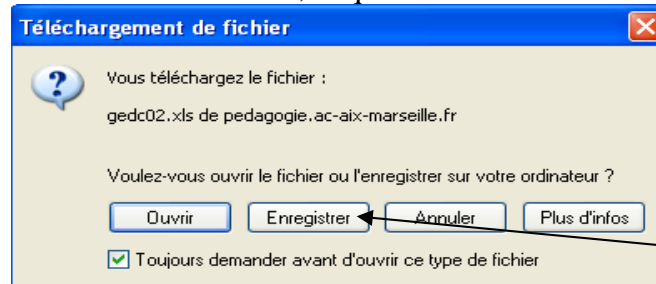 Téléchargement de fichier
Vous téléchargez le fichier :
gedc02.xls de pedagogie.ac-aix-marseille.fr
Voulez-vous ouvrir le fichier ou l'enregistrer sur votre ordinateur ?
Ouvrir Enregistrer Annuler Plus d'infos
Toujours demander avant d'ouvrir ce type de fichier